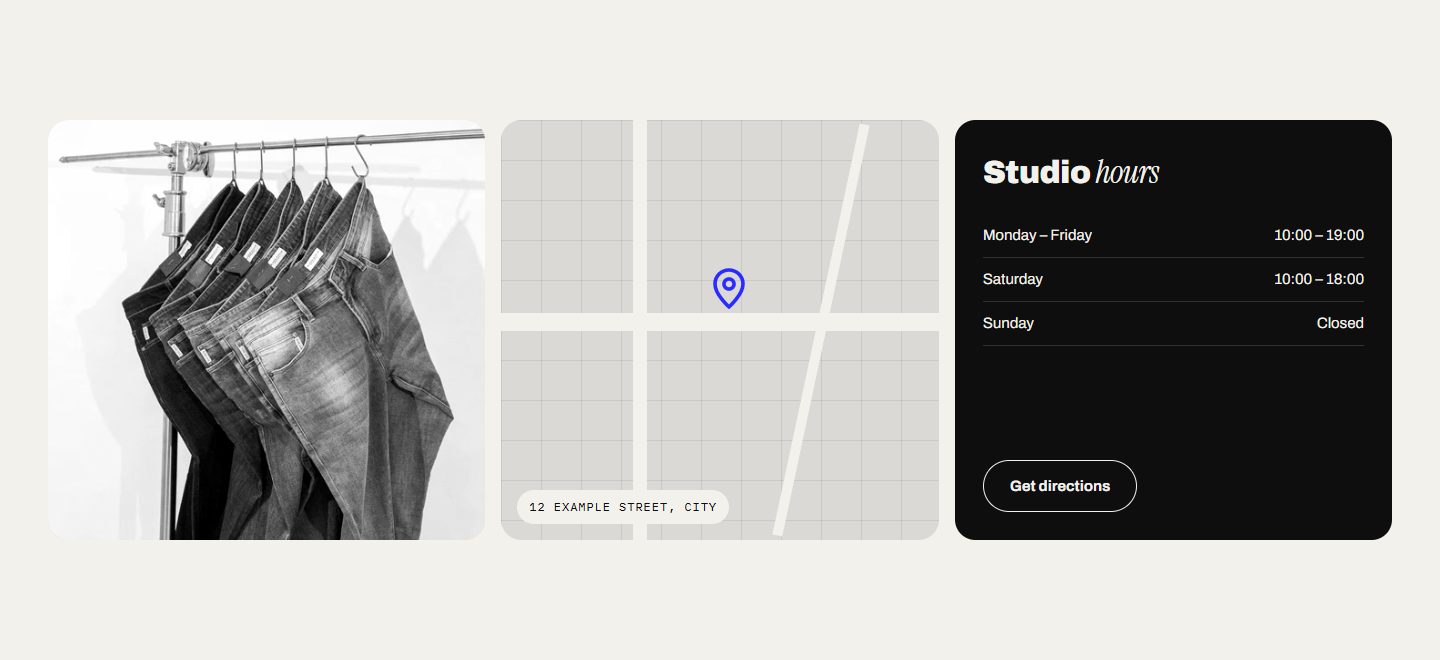 12 EXAMPLE STREET, CITY
Studio hours
Monday – Friday 10:00 – 19:00
Saturday 10:00 – 18:00
Sunday Closed
Get directions